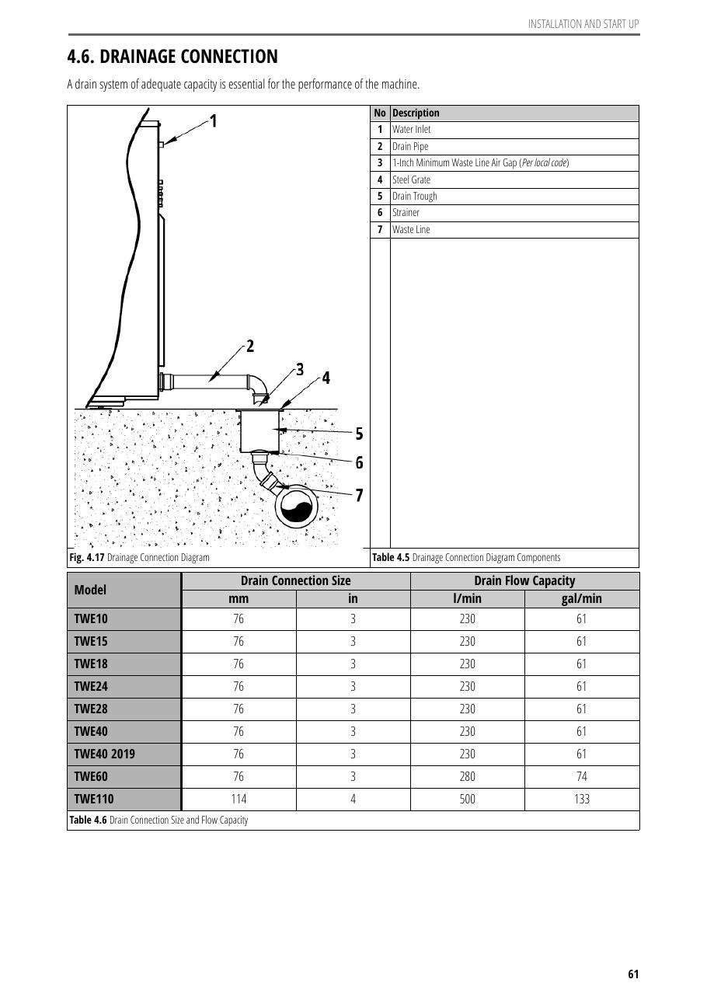 INSTALLATION AND START UP
4.6. DRAINAGE CONNECTION
A drain system of adequate capacity is essential for the performance of the machine.
1
2
3
4
5
6
7
No Description
1 Water Inlet
2 Drain Pipe
3 1-Inch Minimum Waste Line Air Gap (Per local code)
4 Steel Grate
5 Drain Trough
6 Strainer
7 Waste Line
Fig. 4.17 Drainage Connection Diagram
Table 4.5 Drainage Connection Diagram Components
Model Drain Connection Size Drain Flow Capacity
mm in l/min gal/min
TWE10 76 3 230 61
TWE15 76 3 230 61
TWE18 76 3 230 61
TWE24 76 3 230 61
TWE28 76 3 230 61
TWE40 76 3 230 61
TWE40 2019 76 3 230 61
TWE60 76 3 280 74
TWE110 114 4 500 133
Table 4.6 Drain Connection Size and Flow Capacity
61